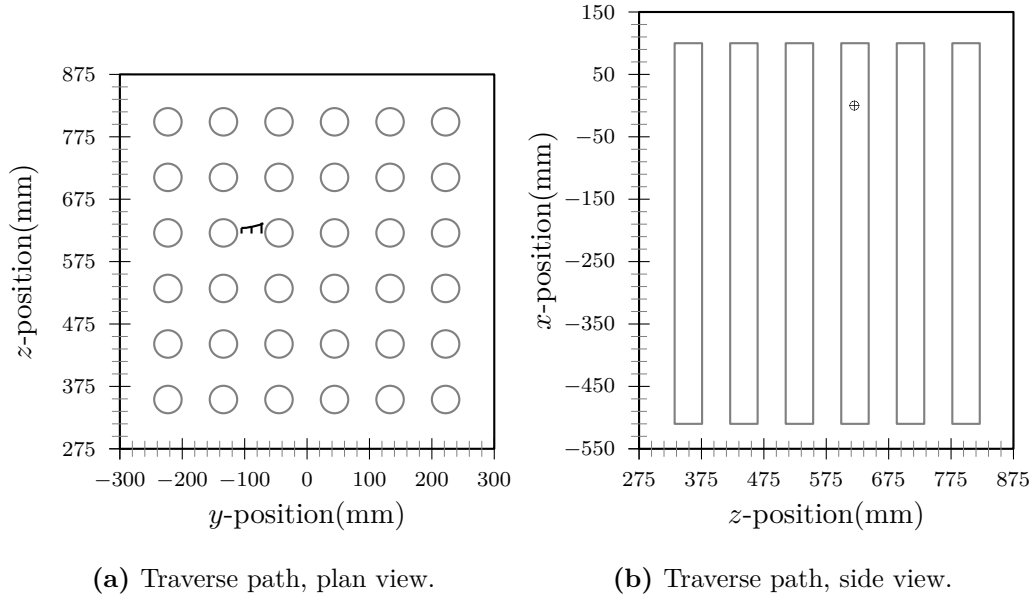 875
775
675
575
475
375
275
−300 −200 −100 0 100 200 300
z-position(mm)
y-position(mm)
(a) Traverse path, plan view.
150
50
−50
−150
−250
−350
−450
−550
275 375 475 575 675 775 875
x-position(mm)
z-position(mm)
(b) Traverse path, side view.